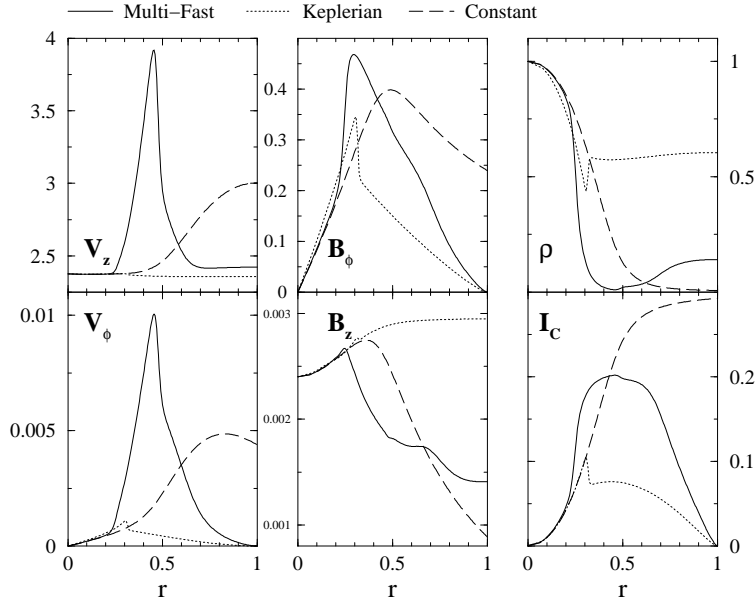 Multi-Fast Keplerian Constant
4
3.5
3
2.5
V_z
0.4
0.3
0.2
0.1
0
B_ϕ
1
0.5
ρ
0.01
0.005
0
V_ϕ
0.003
0.002
0.001
B_z
0.2
0.1
0
I_C
0 0.5 1
0 0.5 1
0 0.5 1
r
r
r